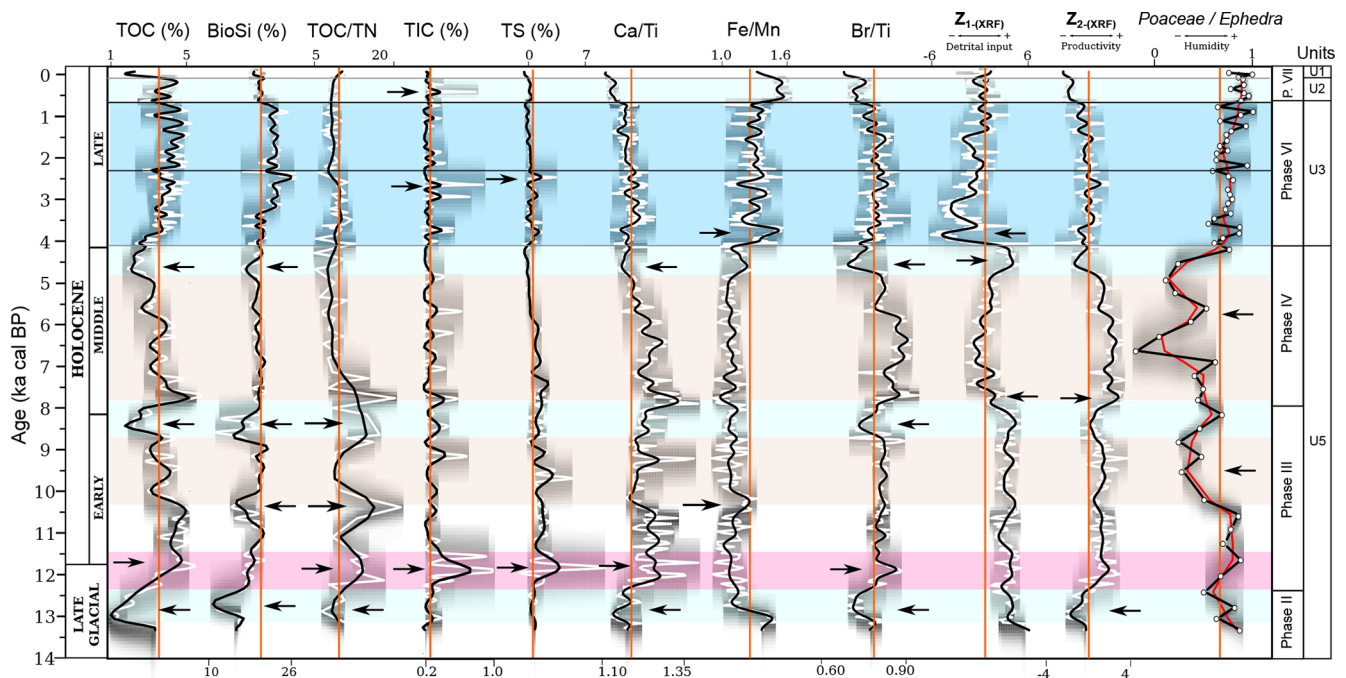 TOC (%) BioSi (%) TOC/TN TIC (%) TS (%) Ca/Ti Fe/Mn Br/Ti Z1-(XRF) Z2-(XRF) Poaceae / Ephedra
− + − + − +
Detrital input Productivity Humidity
1 5 5 20 0 7 1.0 1.6 -6 6 0 1 Units
0 P. VII U1
U2
1
LATE
2 Phase VI U3
3
4
5
HOLOCENE
MIDDLE
6 Phase IV
7
Age (ka cal BP)
8
9 U5
10 Phase III
EARLY
11
12
LATE GLACIAL
13 Phase II
14
10 26 0.2 1.0 1.10 1.35 0.60 0.90 -4 4